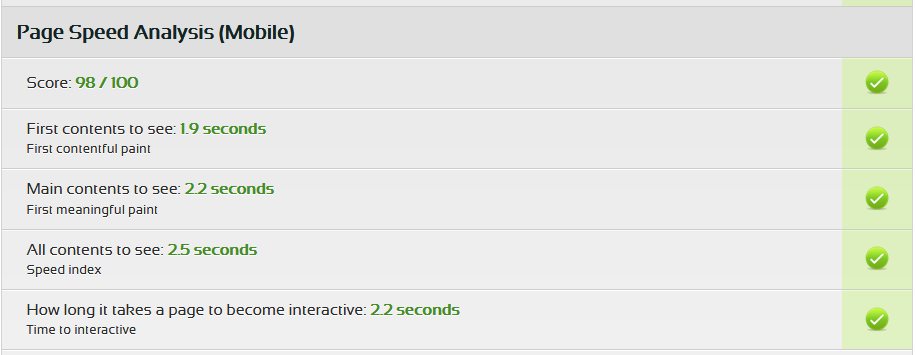 Page Speed Analysis (Mobile)
Score: 98 / 100
First contents to see: 1.9 seconds
First contentful paint
Main contents to see: 2.2 seconds
First meaningful paint
All contents to see: 2.5 seconds
Speed index
How long it takes a page to become interactive: 2.2 seconds
Time to interactive